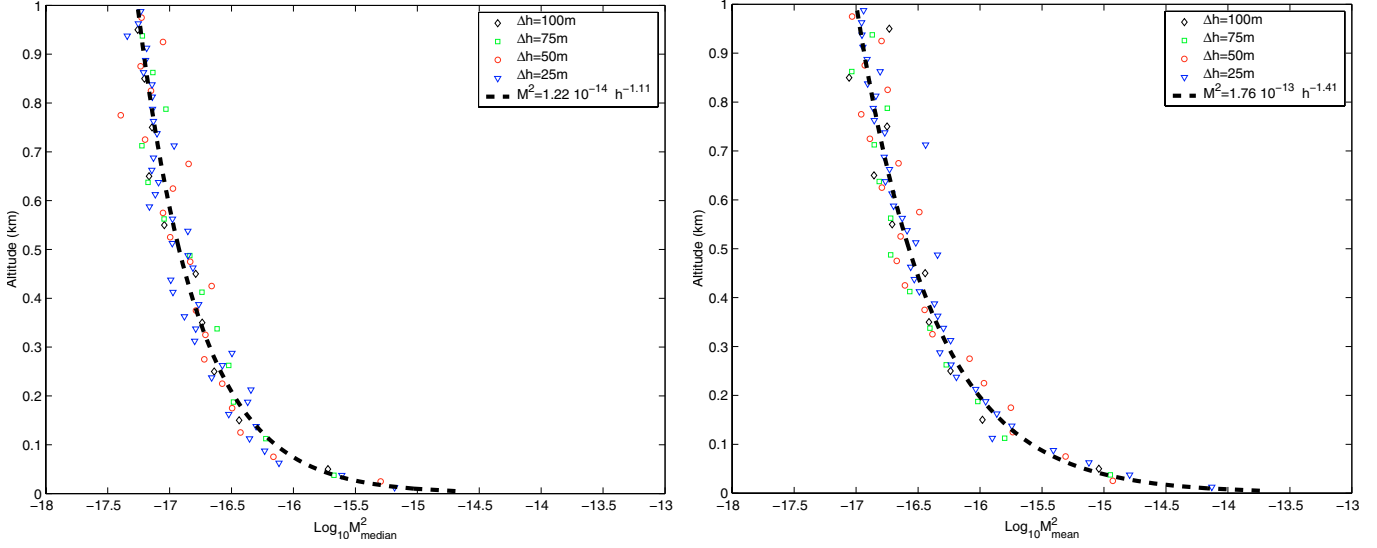 Δh=100m
Δh=75m
Δh=50m
Δh=25m
M²=1.22 10⁻¹⁴ h⁻¹·¹¹
Altitude (km)
1
0.9
0.8
0.7
0.6
0.5
0.4
0.3
0.2
0.1
0
−18 −17.5 −17 −16.5 −16 −15.5 −15 −14.5 −14 −13.5 −13
Log₁₀M²median
Δh=100m
Δh=75m
Δh=50m
Δh=25m
M²=1.76 10⁻¹³ h⁻¹·⁴¹
Altitude (km)
1
0.9
0.8
0.7
0.6
0.5
0.4
0.3
0.2
0.1
0
−18 −17.5 −17 −16.5 −16 −15.5 −15 −14.5 −14 −13.5 −13
Log₁₀M²mean